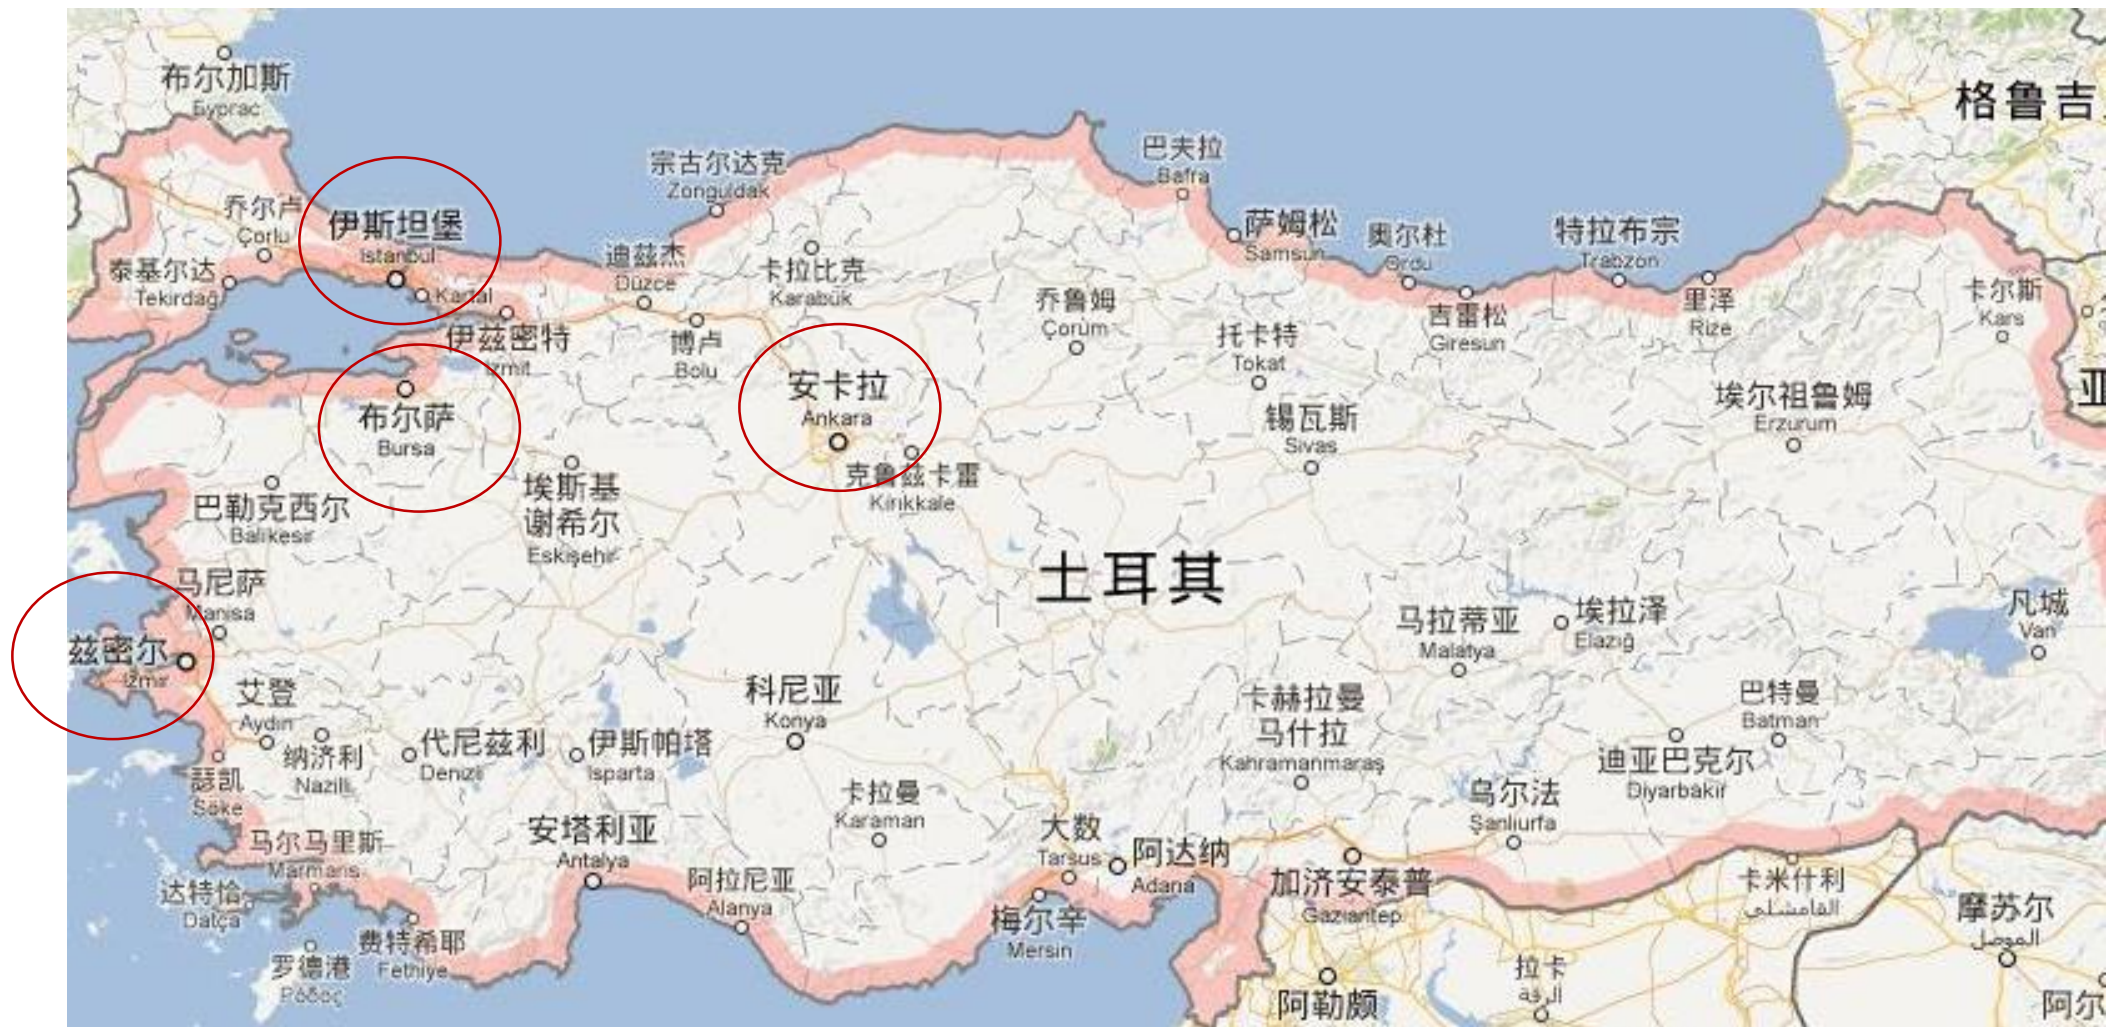 布尔加斯
Бургас
格鲁吉
宗古尔达克
Zonguldak
巴夫拉
Bafra
乔尔卢
Çorlu
伊斯坦堡
Istanbul
萨姆松
Samsun
奥尔杜
Ordu
特拉布宗
Trabzon
泰基尔达
Tekirdağ
Kartal
迪兹杰
Düzce
卡拉比克
Karabük
乔鲁姆
Çorum
吉雷松
Giresun
里泽
Rize
卡尔斯
Kars
伊兹密特
İzmit
博卢
Bolu
托卡特
Tokat
安卡拉
Ankara
布尔萨
Bursa
锡瓦斯
Sivas
埃尔祖鲁姆
Erzurum
亚
克鲁兹卡雷
Kırıkkale
巴勒克西尔
Balıkesir
埃斯基
谢希尔
Eskişehir
土耳其
马尼萨
Manisa
马拉蒂亚
Malatya
埃拉泽
Elazığ
凡城
Van
兹密尔
İzmir
艾登
Aydın
科尼亚
Konya
卡赫拉曼
马什拉
Kahramanmaraş
巴特曼
Batman
纳济利
Nazilli
代尼兹利
Denizli
伊斯帕塔
Isparta
迪亚巴克尔
Diyarbakır
瑟凯
Söke
卡拉曼
Karaman
乌尔法
Şanlıurfa
马尔马里斯
Marmaris
安塔利亚
Antalya
大数
Tarsus
阿达纳
Adana
达特恰
Datça
阿拉尼亚
Alanya
加济安泰普
Gaziantep
卡米什利
القامشلي
梅尔辛
Mersin
摩苏尔
الموصل
费特希耶
Fethiye
罗德港
Ρόδος
阿勒颇
拉卡
الرقة
阿尔